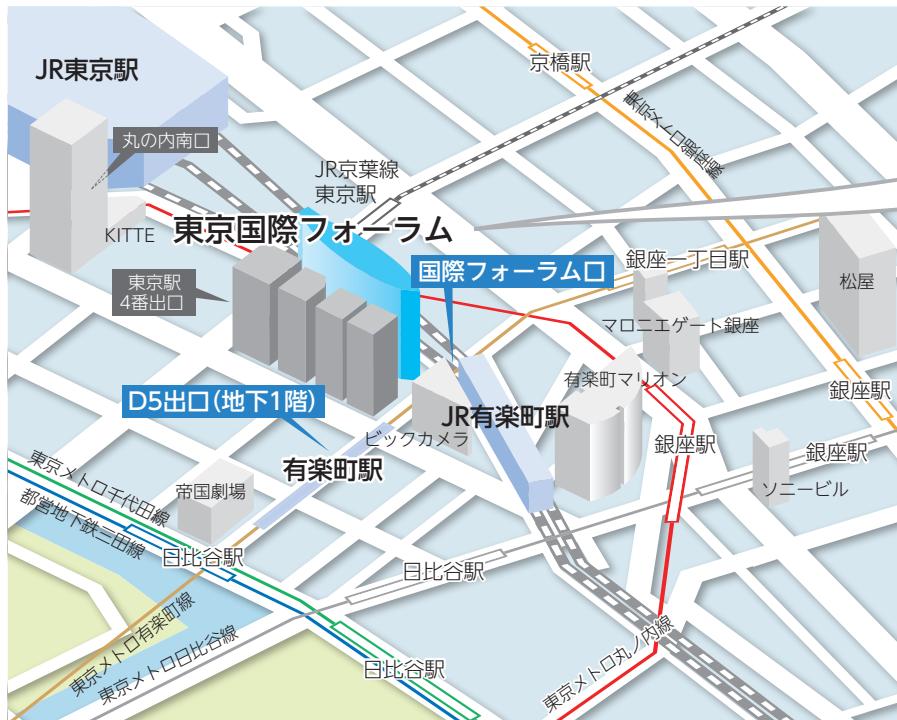 JR東京駅
京橋駅
東京メトロ銀座線
丸の内南口
JR京葉線
東京駅
KITTE
東京国際フォーラム
国際フォーラム口
銀座一丁目駅
松屋
東京駅
4番出口
マロニエゲート銀座
有楽町マリオン
銀座駅
D5出口(地下1階)
JR有楽町駅
ビックカメラ
銀座駅
銀座駅
有楽町駅
ソニービル
東京メトロ千代田線
帝国劇場
都営地下鉄三田線
日比谷駅
日比谷駅
東京メトロ有楽町線
東京メトロ日比谷線
日比谷駅
東京メトロ丸ノ内線